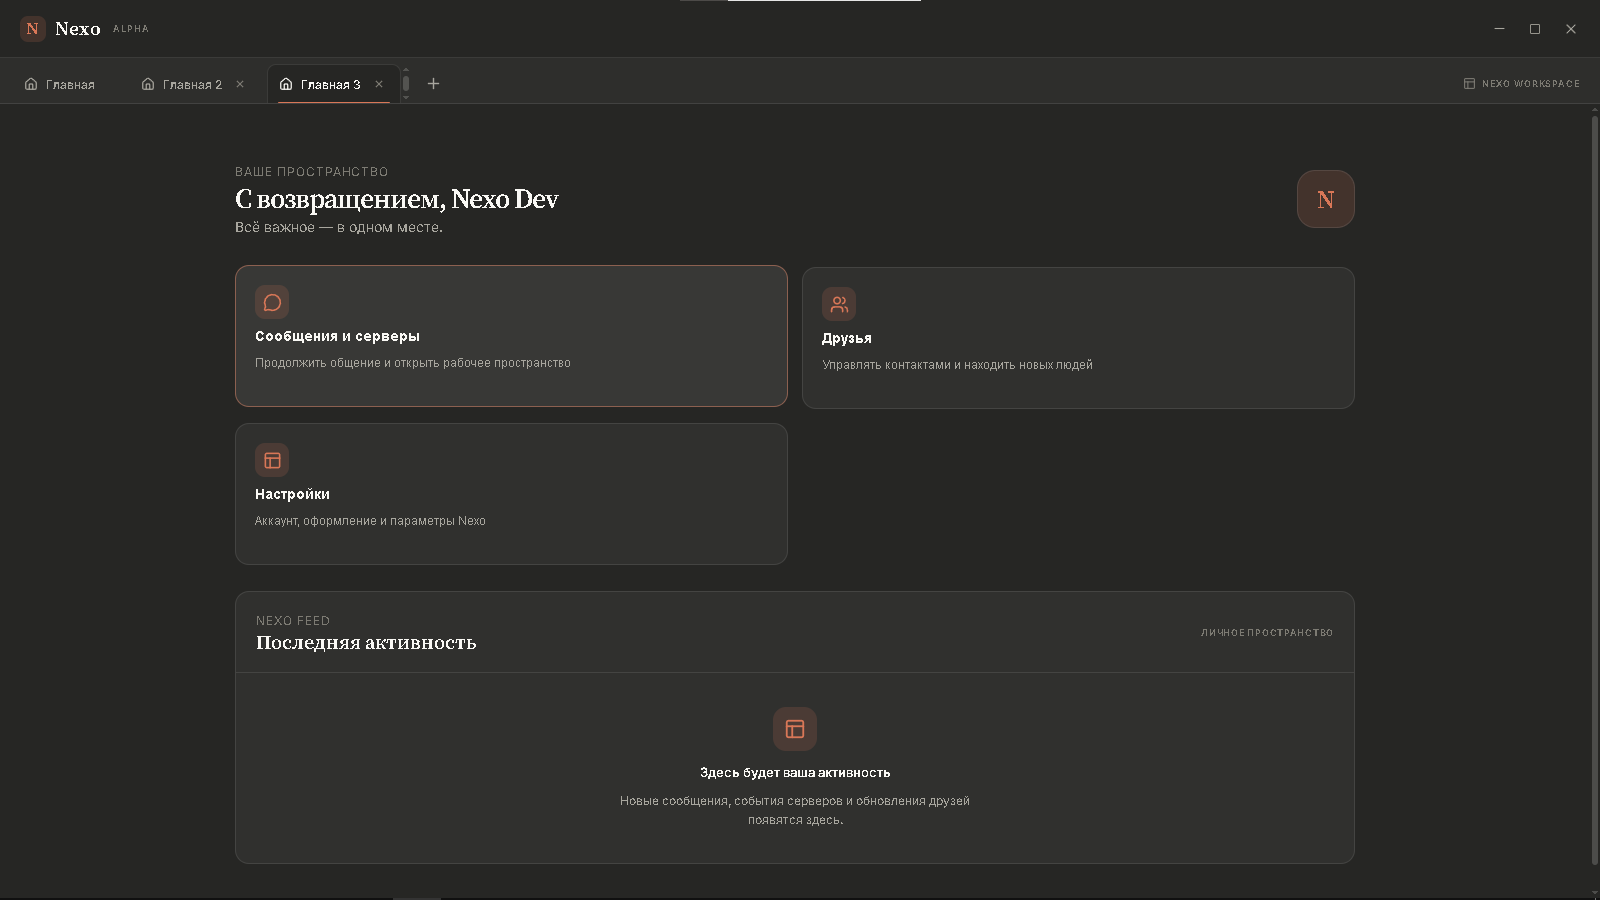 N Nexo ALPHA
Главная
Главная 2
Главная 3
NEXO WORKSPACE
ВАШЕ ПРОСТРАНСТВО
С возвращением, Nexo Dev
Всё важное — в одном месте.
N
Сообщения и серверы
Продолжить общение и открыть рабочее пространство
Друзья
Управлять контактами и находить новых людей
Настройки
Аккаунт, оформление и параметры Nexo
NEXO FEED
Последняя активность
ЛИЧНОЕ ПРОСТРАНСТВО
Здесь будет ваша активность
Новые сообщения, события серверов и обновления друзей
появятся здесь.